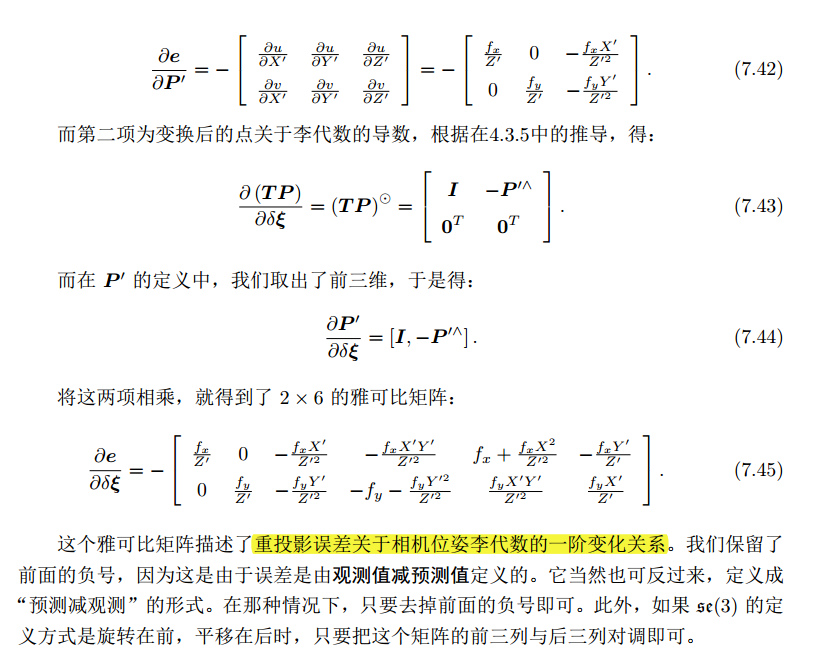 $$\frac{\partial \boldsymbol{e}}{\partial \boldsymbol{P}'} = -\begin{bmatrix} \frac{\partial u}{\partial X'} & \frac{\partial u}{\partial Y'} & \frac{\partial u}{\partial Z'} \\ \frac{\partial v}{\partial X'} & \frac{\partial v}{\partial Y'} & \frac{\partial v}{\partial Z'} \end{bmatrix} = -\begin{bmatrix} \frac{f_x}{Z'} & 0 & -\frac{f_x X'}{Z'^2} \\ 0 & \frac{f_y}{Z'} & -\frac{f_y Y'}{Z'^2} \end{bmatrix}. \quad (7.42)$$
而第二项为变换后的点关于李代数的导数，根据在4.3.5中的推导，得：
$$\frac{\partial (\boldsymbol{TP})}{\partial \delta\boldsymbol{\xi}} = (\boldsymbol{TP})^{\odot} = \begin{bmatrix} \boldsymbol{I} & -\boldsymbol{P}'^{\wedge} \\ \boldsymbol{0}^T & \boldsymbol{0}^T \end{bmatrix}. \quad (7.43)$$
而在 $\boldsymbol{P}'$ 的定义中，我们取出了前三维，于是得：
$$\frac{\partial \boldsymbol{P}'}{\partial \delta\boldsymbol{\xi}} = [\boldsymbol{I}, -\boldsymbol{P}'^{\wedge}]. \quad (7.44)$$
将这两项相乘，就得到了 $2 \times 6$ 的雅可比矩阵：
$$\frac{\partial \boldsymbol{e}}{\partial \delta\boldsymbol{\xi}} = -\begin{bmatrix} \frac{f_x}{Z'} & 0 & -\frac{f_x X'}{Z'^2} & -\frac{f_x X' Y'}{Z'^2} & f_x + \frac{f_x X^2}{Z'^2} & -\frac{f_x Y'}{Z'} \\ 0 & \frac{f_y}{Z'} & -\frac{f_y Y'}{Z'^2} & -f_y - \frac{f_y Y'^2}{Z'^2} & \frac{f_y X' Y'}{Z'^2} & \frac{f_y X'}{Z'} \end{bmatrix}. \quad (7.45)$$
这个雅可比矩阵描述了重投影误差关于相机位姿李代数的一阶变化关系。我们保留了
前面的负号，因为这是由于误差是由观测值减预测值定义的。它当然也可反过来，定义成
“预测减观测”的形式。在那种情况下，只要去掉前面的负号即可。此外，如果 $\mathfrak{se}(3)$ 的定
义方式是旋转在前，平移在后时，只要把这个矩阵的前三列与后三列对调即可。